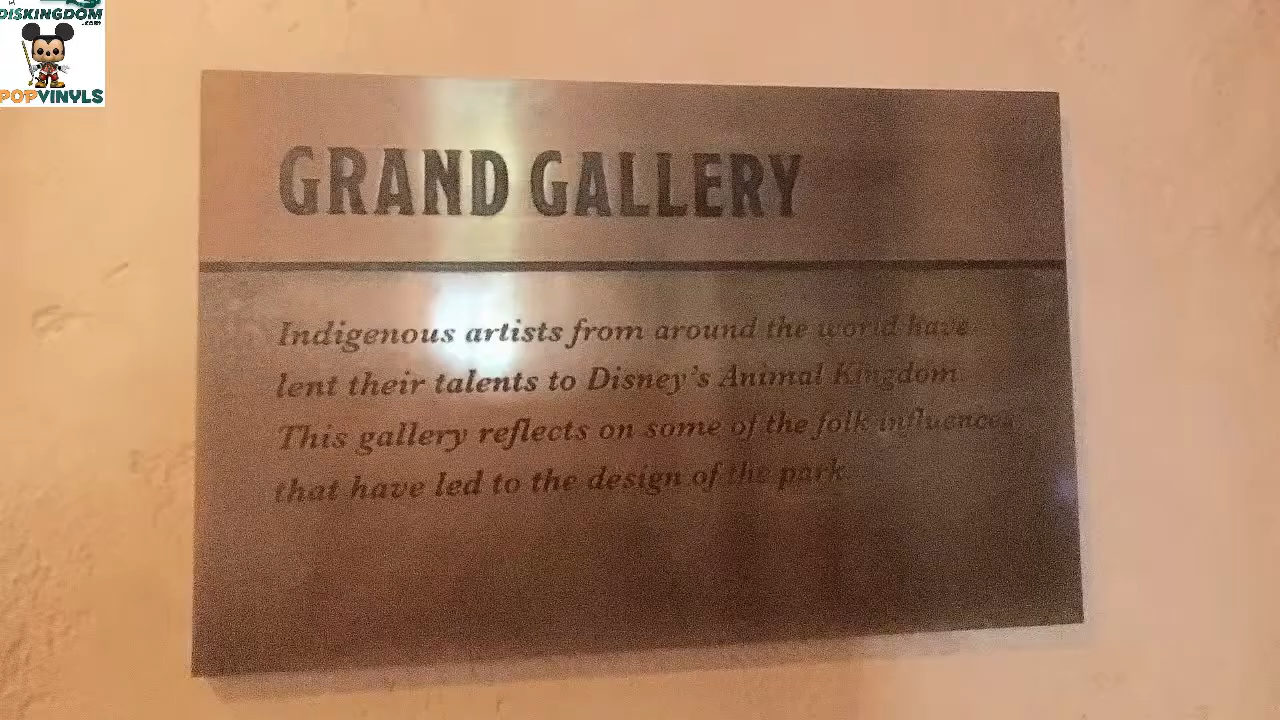 DISKINGDOM
.com
POPVINYLS
GRAND GALLERY
Indigenous artists from around the world have
lent their talents to Disney's Animal Kingdom.
This gallery reflects on some of the folk influences
that have led to the design of the park.